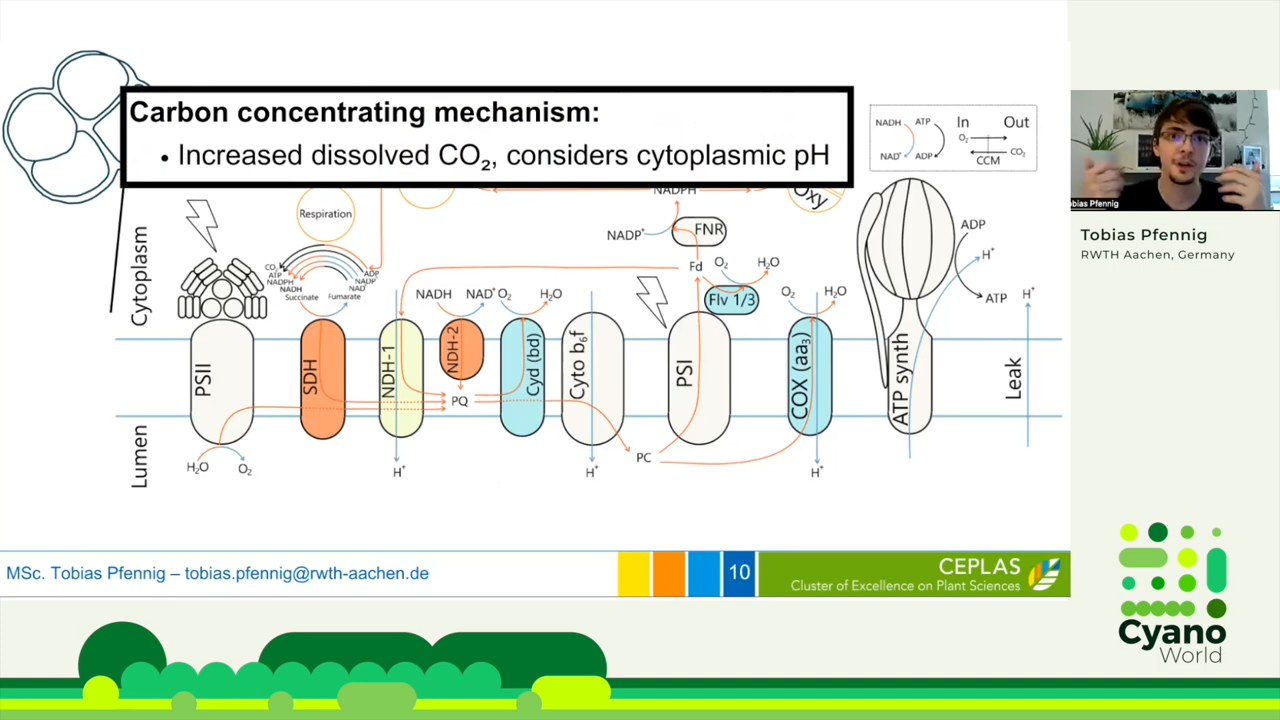 Carbon concentrating mechanism:
• Increased dissolved CO₂, considers cytoplasmic pH
NADH ATP In Out
O₂
CO₂
NAD⁺ ADP CCM
NADPH
Oxy
Respiration
NADP⁺
FNR
ADP
H⁺
ATP
H⁺
Cytoplasm
CO₂
ATP
NADPH
NADH
Succinate
Fumarate
ADP
NADP⁺
NAD⁺
Fd O₂ H₂O
Flv 1/3
NADH NAD⁺ O₂ H₂O
O₂ H₂O
PSII
SDH
NDH-1
NDH-2
Cyd (bd)
Cyto b₆f
PSI
COX (aa₃)
ATP synth
Leak
PQ
Lumen
H₂O O₂
H⁺
H⁺
PC
H⁺
MSc. Tobias Pfennig – tobias.pfennig@rwth-aachen.de
10
CEPLAS
Cluster of Excellence on Plant Sciences
Tobias Pfennig
RWTH Aachen, Germany
Cyano
World